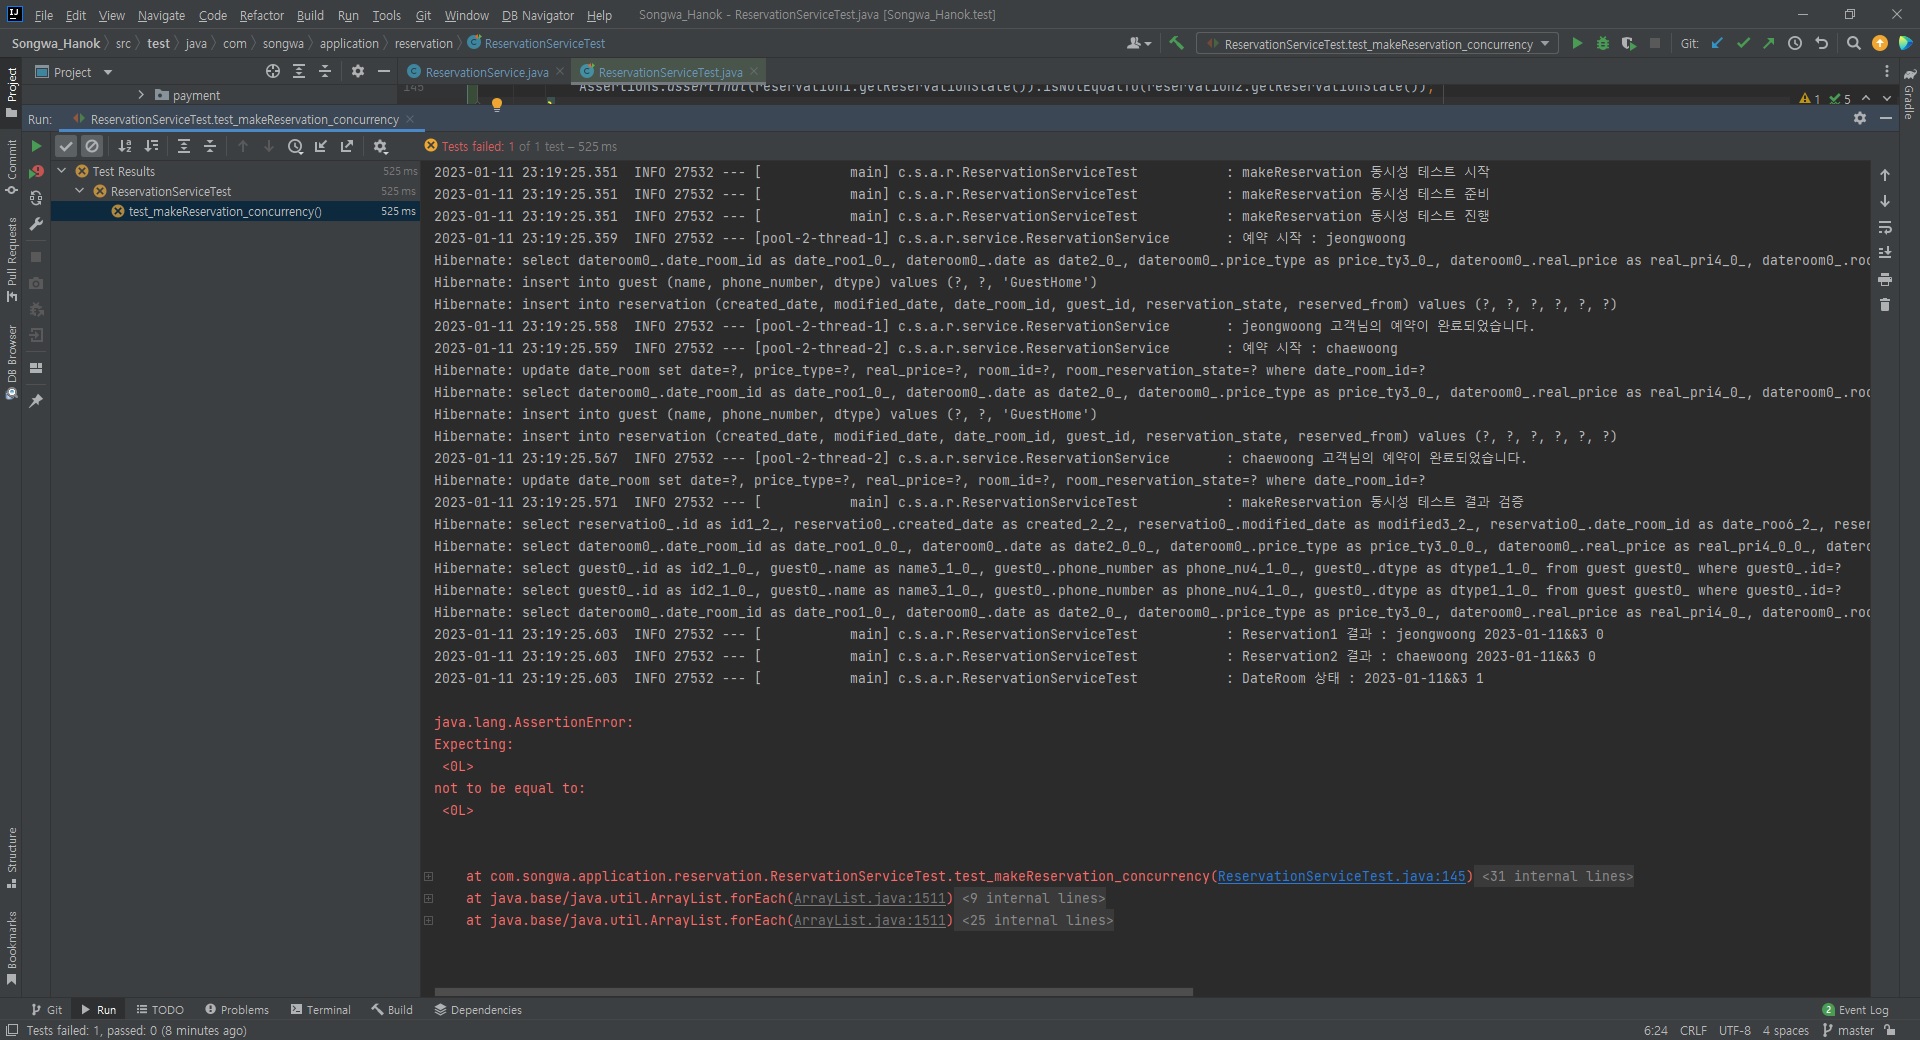 File Edit View Navigate Code Refactor Build Run Tools Git Window DB Navigator Help Songwa_Hanok - ReservationServiceTest.java [Songwa_Hanok.test]
Songwa_Hanok src test java com songwa application reservation ReservationServiceTest ReservationServiceTest.test_makeReservation_concurrency Git:
Project ReservationService.java ReservationServiceTest.java
payment 145 Assertions.assertThat(reservation1.getReservationState()).isNotEqualTo(reservation2.getReservationState()); 1 5
Run: ReservationServiceTest.test_makeReservation_concurrency
Tests failed: 1 of 1 test – 525 ms
Test Results 525 ms
ReservationServiceTest 525 ms
test_makeReservation_concurrency() 525 ms
2023-01-11 23:19:25.351 INFO 27532 --- [ main] c.s.a.r.ReservationServiceTest : makeReservation 동시성 테스트 시작
2023-01-11 23:19:25.351 INFO 27532 --- [ main] c.s.a.r.ReservationServiceTest : makeReservation 동시성 테스트 준비
2023-01-11 23:19:25.351 INFO 27532 --- [ main] c.s.a.r.ReservationServiceTest : makeReservation 동시성 테스트 진행
2023-01-11 23:19:25.359 INFO 27532 --- [pool-2-thread-1] c.s.a.r.service.ReservationService : 예약 시작 : jeongwoong
Hibernate: select dateroom0_.date_room_id as date_roo1_0_, dateroom0_.date as date2_0_, dateroom0_.price_type as price_ty3_0_, dateroom0_.real_price as real_pri4_0_, dateroom0_.roo
Hibernate: insert into guest (name, phone_number, dtype) values (?, ?, 'GuestHome')
Hibernate: insert into reservation (created_date, modified_date, date_room_id, guest_id, reservation_state, reserved_from) values (?, ?, ?, ?, ?, ?)
2023-01-11 23:19:25.558 INFO 27532 --- [pool-2-thread-1] c.s.a.r.service.ReservationService : jeongwoong 고객님의 예약이 완료되었습니다.
2023-01-11 23:19:25.559 INFO 27532 --- [pool-2-thread-2] c.s.a.r.service.ReservationService : 예약 시작 : chaewoong
Hibernate: update date_room set date=?, price_type=?, real_price=?, room_id=?, room_reservation_state=? where date_room_id=?
Hibernate: select dateroom0_.date_room_id as date_roo1_0_, dateroom0_.date as date2_0_, dateroom0_.price_type as price_ty3_0_, dateroom0_.real_price as real_pri4_0_, dateroom0_.roo
Hibernate: insert into guest (name, phone_number, dtype) values (?, ?, 'GuestHome')
Hibernate: insert into reservation (created_date, modified_date, date_room_id, guest_id, reservation_state, reserved_from) values (?, ?, ?, ?, ?, ?)
2023-01-11 23:19:25.567 INFO 27532 --- [pool-2-thread-2] c.s.a.r.service.ReservationService : chaewoong 고객님의 예약이 완료되었습니다.
Hibernate: update date_room set date=?, price_type=?, real_price=?, room_id=?, room_reservation_state=? where date_room_id=?
2023-01-11 23:19:25.571 INFO 27532 --- [ main] c.s.a.r.ReservationServiceTest : makeReservation 동시성 테스트 결과 검증
Hibernate: select reservatio0_.id as id1_2_, reservatio0_.created_date as created_2_2_, reservatio0_.modified_date as modified3_2_, reservatio0_.date_room_id as date_roo6_2_, reser
Hibernate: select dateroom0_.date_room_id as date_roo1_0_0_, dateroom0_.date as date2_0_0_, dateroom0_.price_type as price_ty3_0_0_, dateroom0_.real_price as real_pri4_0_0_, datero
Hibernate: select guest0_.id as id2_1_0_, guest0_.name as name3_1_0_, guest0_.phone_number as phone_nu4_1_0_, guest0_.dtype as dtype1_1_0_ from guest guest0_ where guest0_.id=?
Hibernate: select guest0_.id as id2_1_0_, guest0_.name as name3_1_0_, guest0_.phone_number as phone_nu4_1_0_, guest0_.dtype as dtype1_1_0_ from guest guest0_ where guest0_.id=?
Hibernate: select dateroom0_.date_room_id as date_roo1_0_, dateroom0_.date as date2_0_, dateroom0_.price_type as price_ty3_0_, dateroom0_.real_price as real_pri4_0_, dateroom0_.roo
2023-01-11 23:19:25.603 INFO 27532 --- [ main] c.s.a.r.ReservationServiceTest : Reservation1 결과 : jeongwoong 2023-01-11&&3 0
2023-01-11 23:19:25.603 INFO 27532 --- [ main] c.s.a.r.ReservationServiceTest : Reservation2 결과 : chaewoong 2023-01-11&&3 0
2023-01-11 23:19:25.603 INFO 27532 --- [ main] c.s.a.r.ReservationServiceTest : DateRoom 상태 : 2023-01-11&&3 1
java.lang.AssertionError:
Expecting:
<0L>
not to be equal to:
<0L>
at com.songwa.application.reservation.ReservationServiceTest.test_makeReservation_concurrency(ReservationServiceTest.java:145) <31 internal lines>
at java.base/java.util.ArrayList.forEach(ArrayList.java:1511) <9 internal lines>
at java.base/java.util.ArrayList.forEach(ArrayList.java:1511) <25 internal lines>
Project
Commit
Pull Requests
DB Browser
Structure
Bookmarks
Gradle
Git Run TODO Problems Terminal Build Dependencies 2 Event Log
Tests failed: 1, passed: 0 (8 minutes ago) 6:24 CRLF UTF-8 4 spaces master